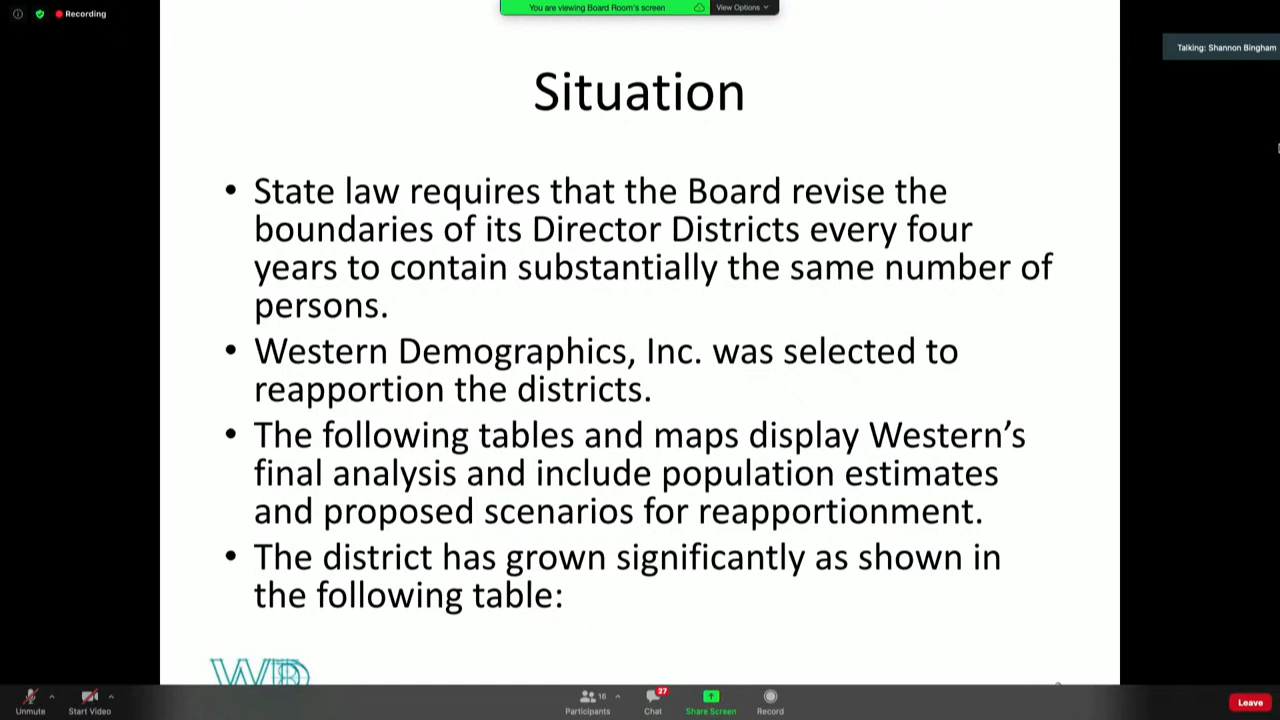 Recording
You are viewing Board Room's screen
View Options
Talking: Shannon Bingham
Situation
• State law requires that the Board revise the
boundaries of its Director Districts every four
years to contain substantially the same number of
persons.
• Western Demographics, Inc. was selected to
reapportion the districts.
• The following tables and maps display Western's
final analysis and include population estimates
and proposed scenarios for reapportionment.
• The district has grown significantly as shown in
the following table:
WD
Unmute
Start Video
16
Participants
27
Chat
Share Screen
Record
Leave